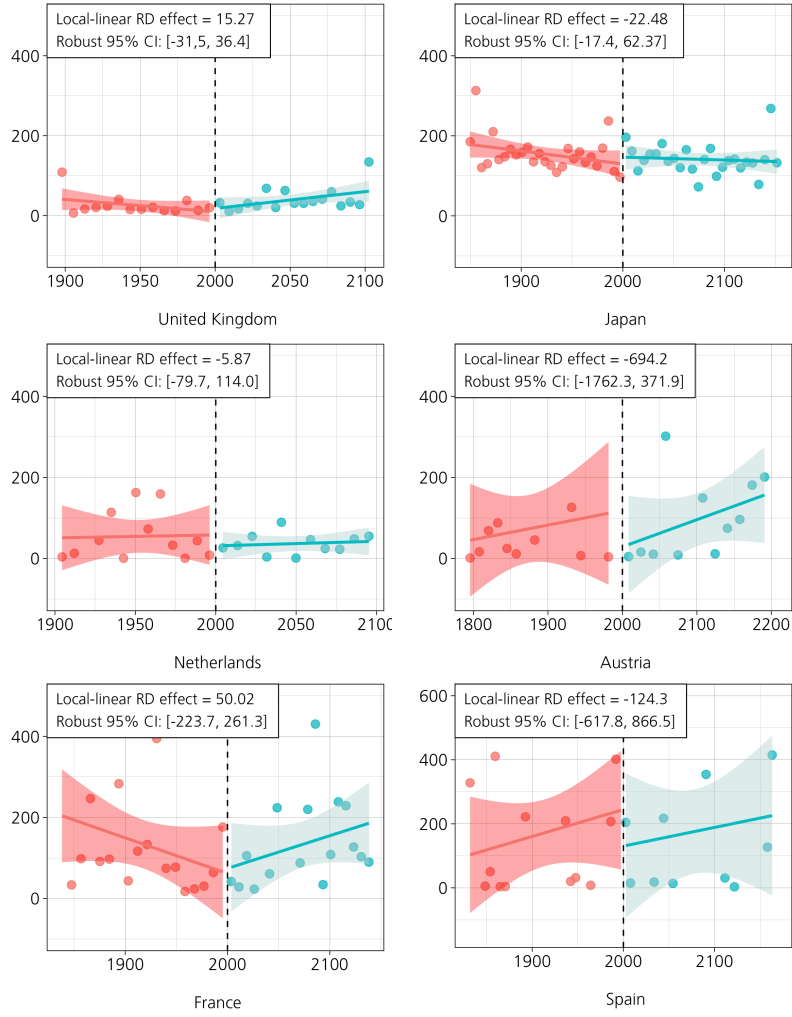 Local-linear RD effect = 15.27
Robust 95% CI: [-31,5, 36.4]
400
200
0
1900
1950
2000
2050
2100
United Kingdom
Local-linear RD effect = -22.48
Robust 95% CI: [-17.4, 62.37]
400
200
0
1900
2000
2100
Japan
Local-linear RD effect = -5.87
Robust 95% CI: [-79.7, 114.0]
400
200
0
1900
1950
2000
2050
210
Netherlands
Local-linear RD effect = -694.2
Robust 95% CI: [-1762.3, 371.9]
400
200
0
1800
1900
2000
2100
2200
Austria
Local-linear RD effect = 50.02
Robust 95% CI: [-223.7, 261.3]
400
200
0
1900
2000
2100
France
Local-linear RD effect = -124.3
Robust 95% CI: [-617.8, 866.5]
600
400
200
0
1900
2000
2100
Spain